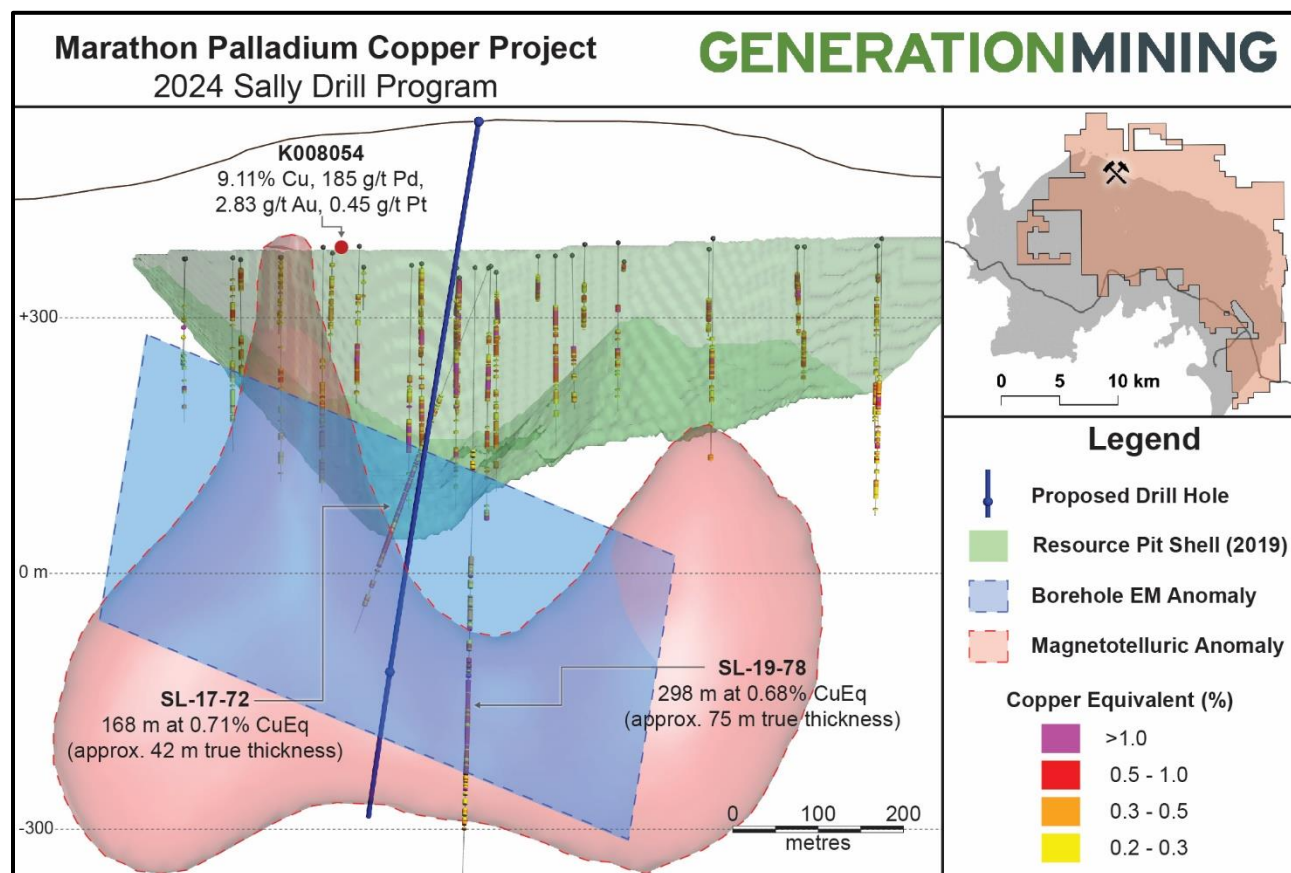 Marathon Palladium Copper Project
2024 Sally Drill Program
GENERATIONMINING
K008054
9.11% Cu, 185 g/t Pd,
2.83 g/t Au, 0.45 g/t Pt
+300
0 m
-300
SL-17-72
168 m at 0.71% CuEq
(approx. 42 m true thickness)
SL-19-78
298 m at 0.68% CuEq
(approx. 75 m true thickness)
0 100 200
metres
0 5 10 km
Legend
Proposed Drill Hole
Resource Pit Shell (2019)
Borehole EM Anomaly
Magnetotelluric Anomaly
Copper Equivalent (%)
>1.0
0.5 - 1.0
0.3 - 0.5
0.2 - 0.3